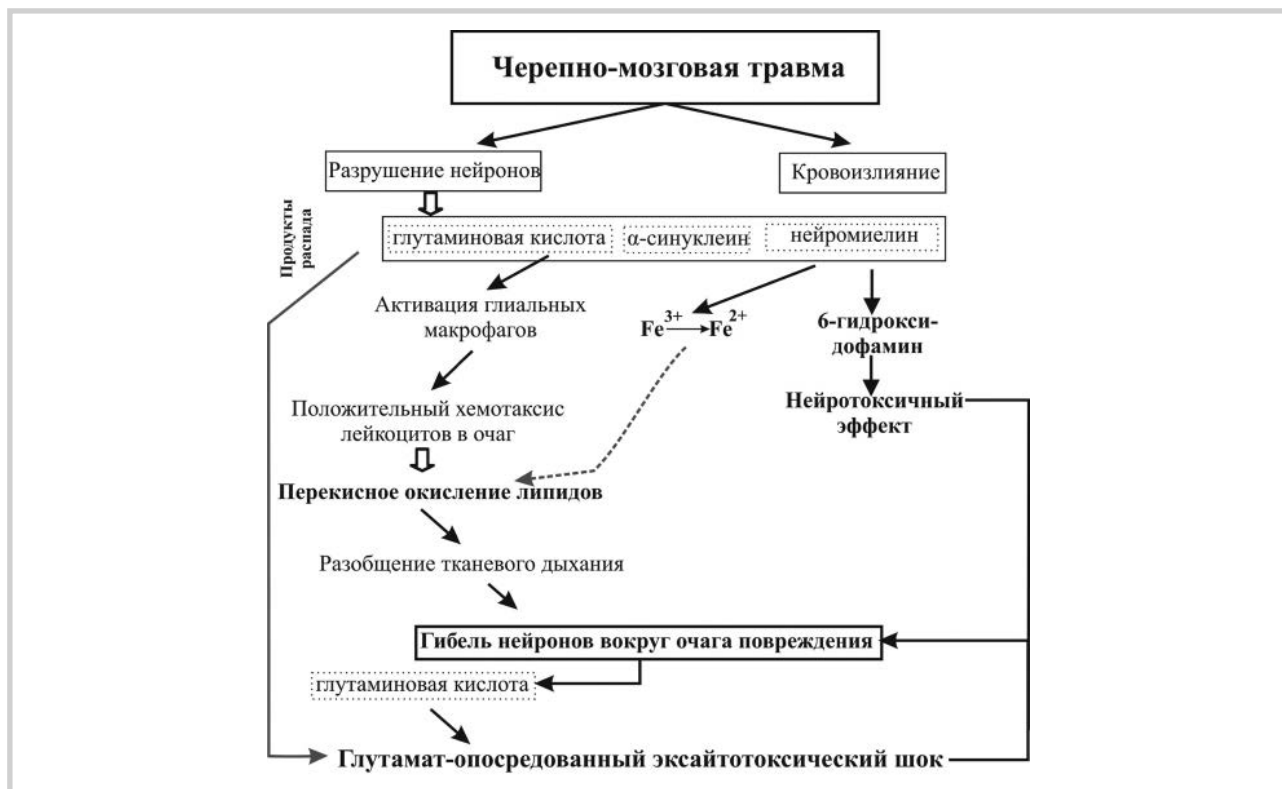 Черепно-мозговая травма
Разрушение нейронов
Кровоизлияние
Продукты
распада
глутаминовая кислота
α-синуклеин
нейромиелин
Активация глиальных
макрофагов
Fe3+ → Fe2+
6-гидрокси-
дофамин
Нейротоксичный
эффект
Положительный хемотаксис
лейкоцитов в очаг
Перекисное окисление липидов
Разобщение тканевого дыхания
Гибель нейронов вокруг очага повреждения
глутаминовая кислота
Глутамат-опосредованный эксайтотоксический шок